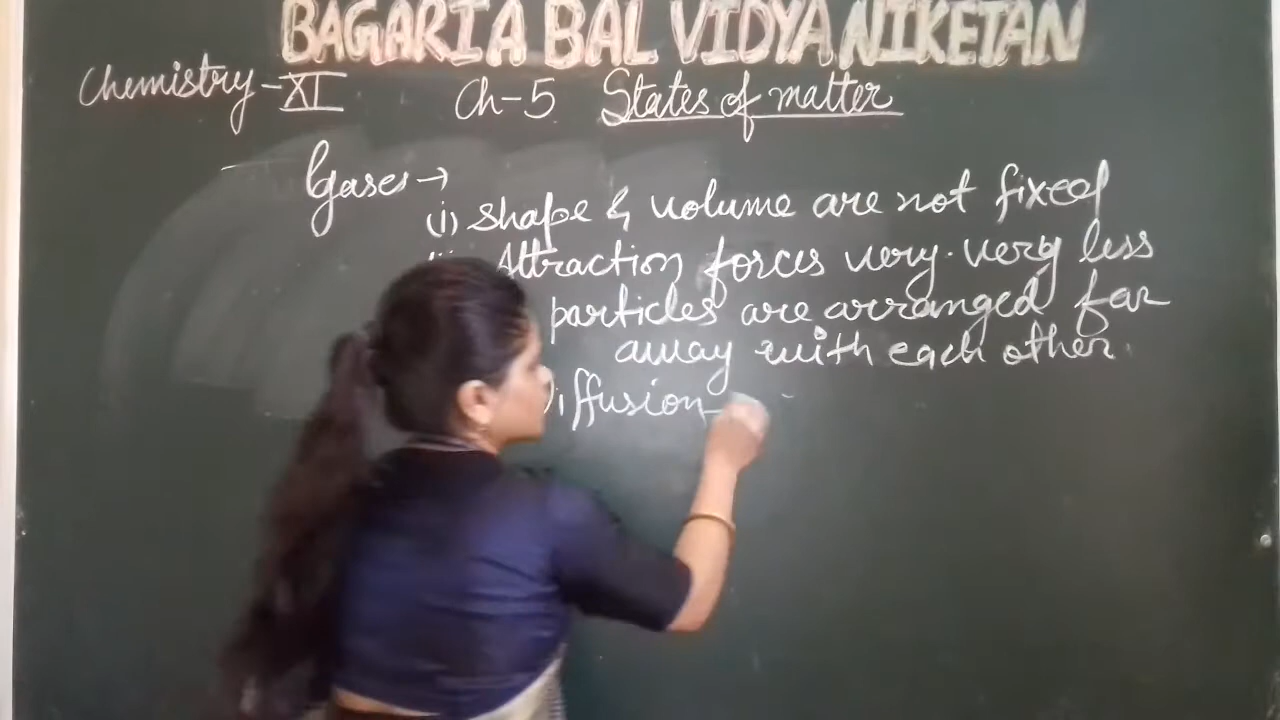 BAGARIA BAL VIDYA NIKETAN
Chemistry-XI Ch-5 States of matter
Gases→
(i) shape & volume are not fixed
Attraction forces very.very less
particles are arranged far
away with each other.
Diffusion-